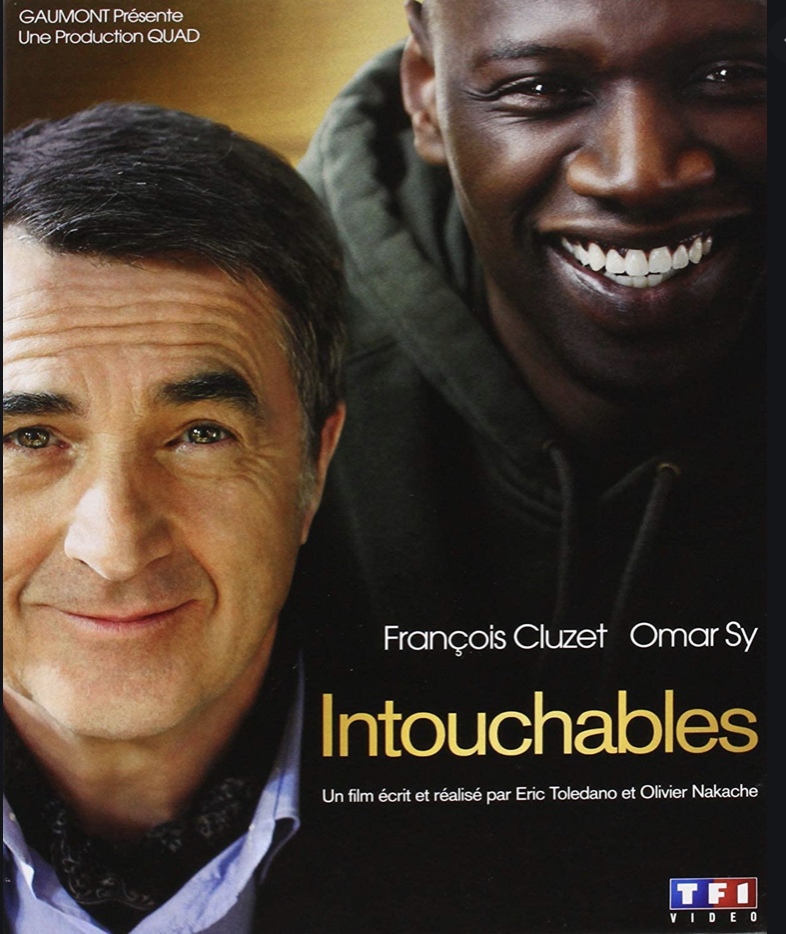 GAUMONT Présente
Une Production QUAD
François Cluzet Omar Sy
Intouchables
Un film écrit et réalisé par Eric Toledano et Olivier Nakache
TF1
VIDEO